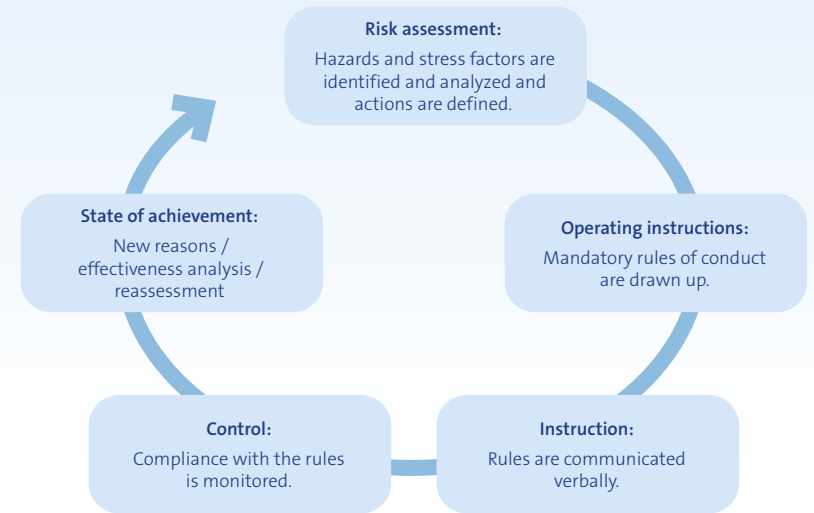 Risk assessment:
Hazards and stress factors are
identified and analyzed and
actions are defined.
Operating instructions:
Mandatory rules of conduct
are drawn up.
Instruction:
Rules are communicated
verbally.
Control:
Compliance with the rules
is monitored.
State of achievement:
New reasons /
effectiveness analysis /
reassessment